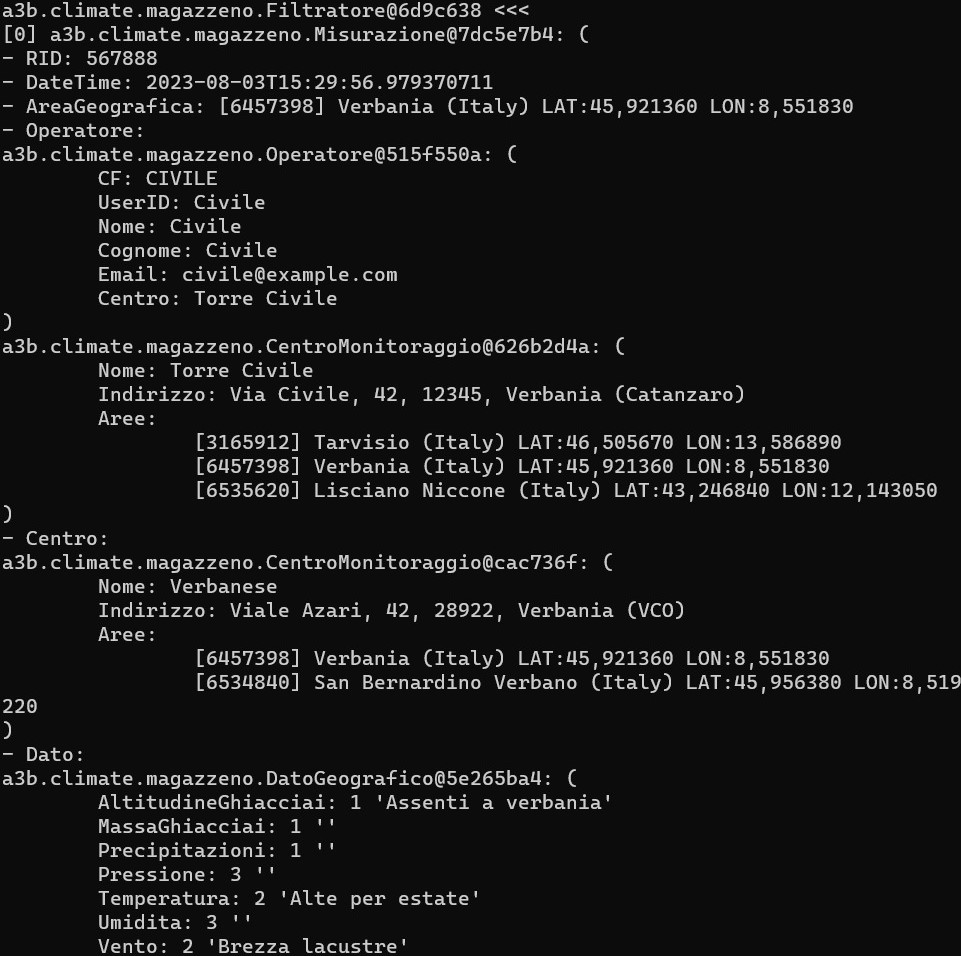 a3b.climate.magazzeno.Filtratore@6d9c638 <<<
[0] a3b.climate.magazzeno.Misurazione@7dc5e7b4: (
- RID: 567888
- DateTime: 2023-08-03T15:29:56.979370711
- AreaGeografica: [6457398] Verbania (Italy) LAT:45,921360 LON:8,551830
- Operatore:
a3b.climate.magazzeno.Operatore@515f550a: (
        CF: CIVILE
        UserID: Civile
        Nome: Civile
        Cognome: Civile
        Email: civile@example.com
        Centro: Torre Civile
)
a3b.climate.magazzeno.CentroMonitoraggio@626b2d4a: (
        Nome: Torre Civile
        Indirizzo: Via Civile, 42, 12345, Verbania (Catanzaro)
        Aree:
                [3165912] Tarvisio (Italy) LAT:46,505670 LON:13,586890
                [6457398] Verbania (Italy) LAT:45,921360 LON:8,551830
                [6535620] Lisciano Niccone (Italy) LAT:43,246840 LON:12,143050
)
- Centro:
a3b.climate.magazzeno.CentroMonitoraggio@cac736f: (
        Nome: Verbanese
        Indirizzo: Viale Azari, 42, 28922, Verbania (VCO)
        Aree:
                [6457398] Verbania (Italy) LAT:45,921360 LON:8,551830
                [6534840] San Bernardino Verbano (Italy) LAT:45,956380 LON:8,519
220
)
- Dato:
a3b.climate.magazzeno.DatoGeografico@5e265ba4: (
        AltitudineGhiacciai: 1 'Assenti a verbania'
        MassaGhiacciai: 1 ''
        Precipitazioni: 1 ''
        Pressione: 3 ''
        Temperatura: 2 'Alte per estate'
        Umidita: 3 ''
        Vento: 2 'Brezza lacustre'